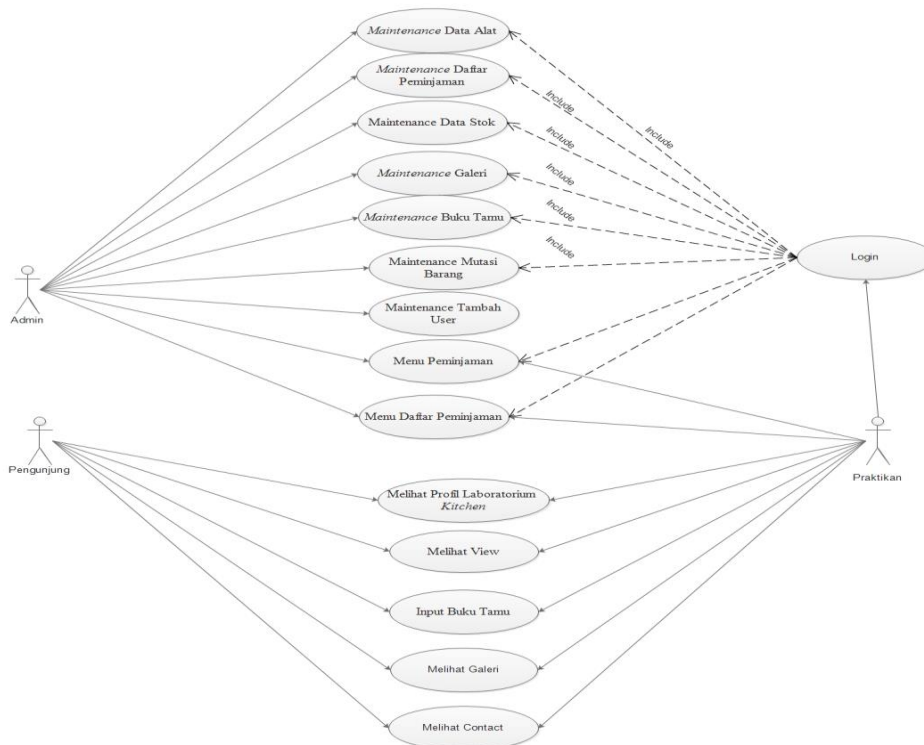 Maintenance Data Alat
Maintenance Daftar
Peminjaman
Maintenance Data Stok
Maintenance Galeri
Maintenance Buku Tamu
Maintenance Mutasi
Barang
Maintenance Tambah
User
Menu Peminjaman
Menu Daftar Peminjaman
Include
Include
Include
Include
Include
Include
Login
Admin
Pengunjung
Praktikan
Melihat Profil Laboratorium
Kitchen
Melihat View
Input Buku Tamu
Melihat Galeri
Melihat Contact